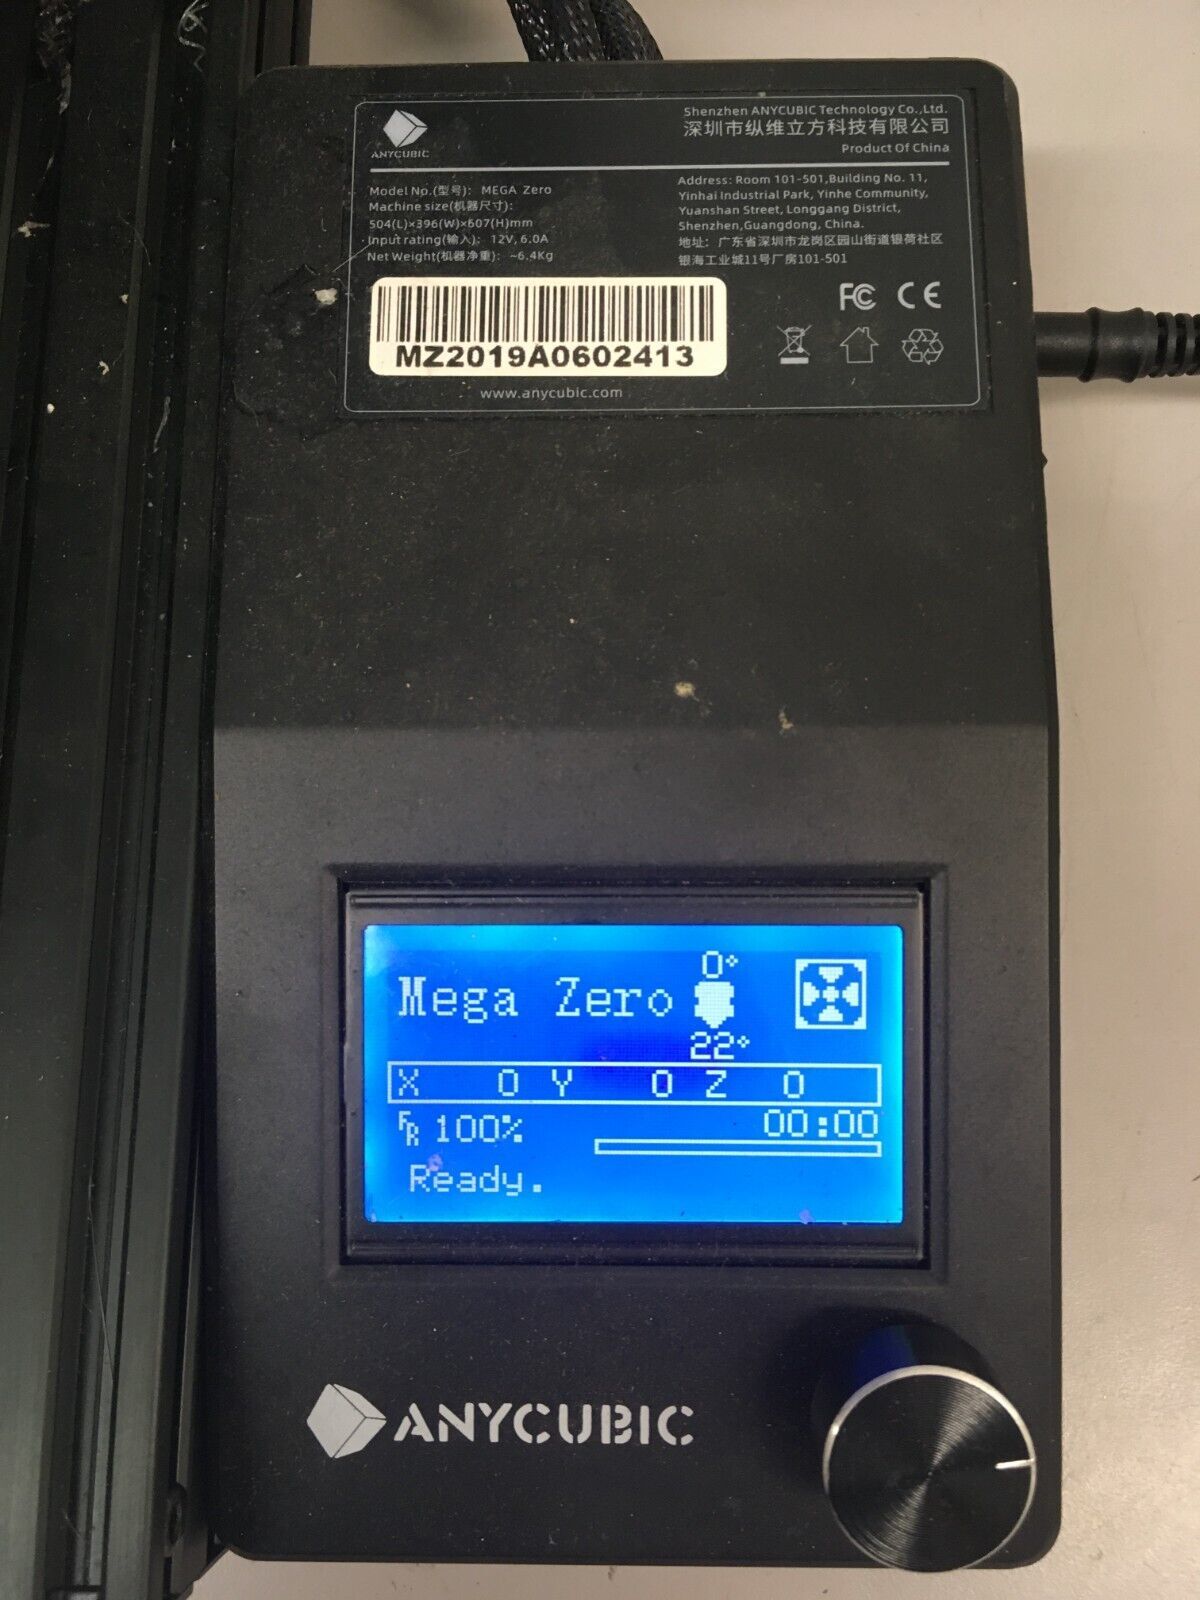 ANYCUBIC
Shenzhen ANYCUBIC Technology Co.,Ltd.
深圳市纵维立方科技有限公司
Product Of China
Model No.(型号): MEGA Zero
Machine size(机器尺寸):
504(L)×396(W)×607(H)mm
Input rating(输入): 12V, 6.0A
Net Weight(机器净重): ~6.4Kg
Address: Room 101-501,Building No. 11,
Yinhai Industrial Park, Yinhe Community,
Yuanshan Street, Longgang District,
Shenzhen,Guangdong, China.
地址: 广东省深圳市龙岗区园山街道银荷社区
银海工业城11号厂房101-501
FC CE
MZ2019A0602413
www.anycubic.com
0°
Mega Zero
22°
X 0 Y 0 Z 0
FR 100% 00:00
Ready.
ANYCUBIC